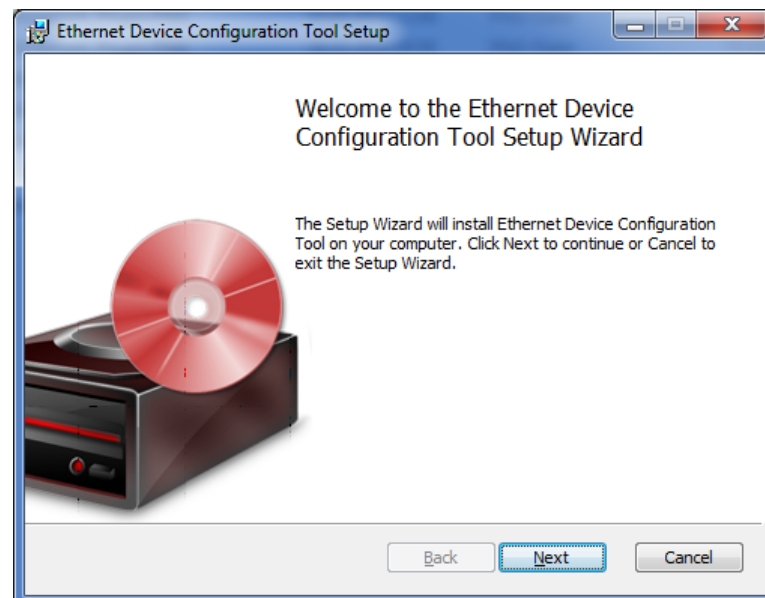 Ethernet Device Configuration Tool Setup
Welcome to the Ethernet Device
Configuration Tool Setup Wizard
The Setup Wizard will install Ethernet Device Configuration
Tool on your computer. Click Next to continue or Cancel to
exit the Setup Wizard.
Back
Next
Cancel